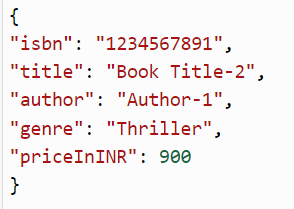 {
"isbn": "1234567891",
"title": "Book Title-2",
"author": "Author-1",
"genre": "Thriller",
"priceInINR": 900
}